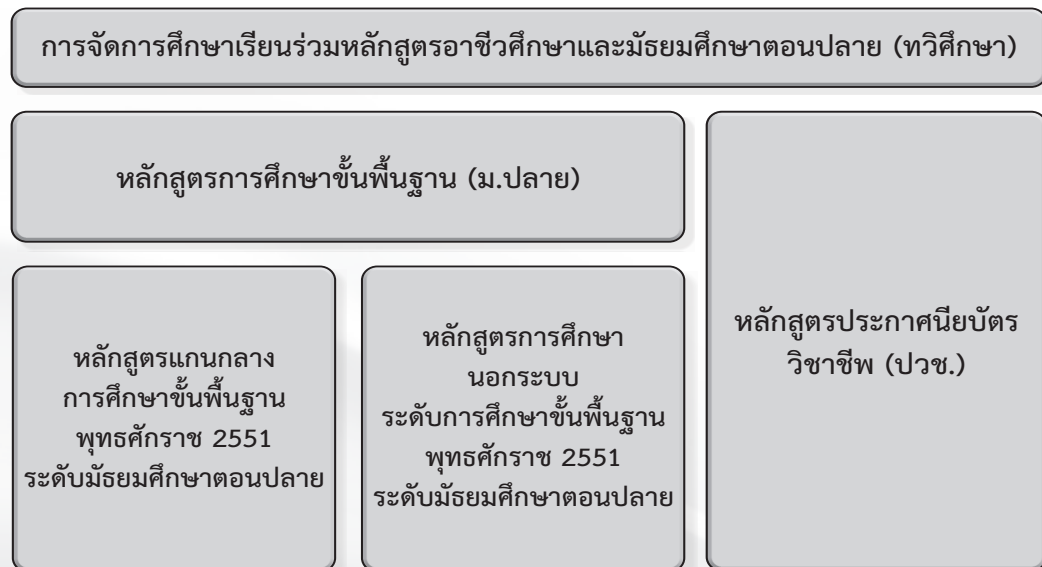 การจัดการศึกษาเรียนร่วมหลักสูตรอาชีวศึกษาและมัธยมศึกษาตอนปลาย (ทวิศึกษา)
หลักสูตรการศึกษาขั้นพื้นฐาน (ม.ปลาย)
หลักสูตรแกนกลาง
การศึกษาขั้นพื้นฐาน
พุทธศักราช 2551
ระดับมัธยมศึกษาตอนปลาย
หลักสูตรการศึกษา
นอกระบบ
ระดับการศึกษาขั้นพื้นฐาน
พุทธศักราช 2551
ระดับมัธยมศึกษาตอนปลาย
หลักสูตรประกาศนียบัตร
วิชาชีพ (ปวช.)